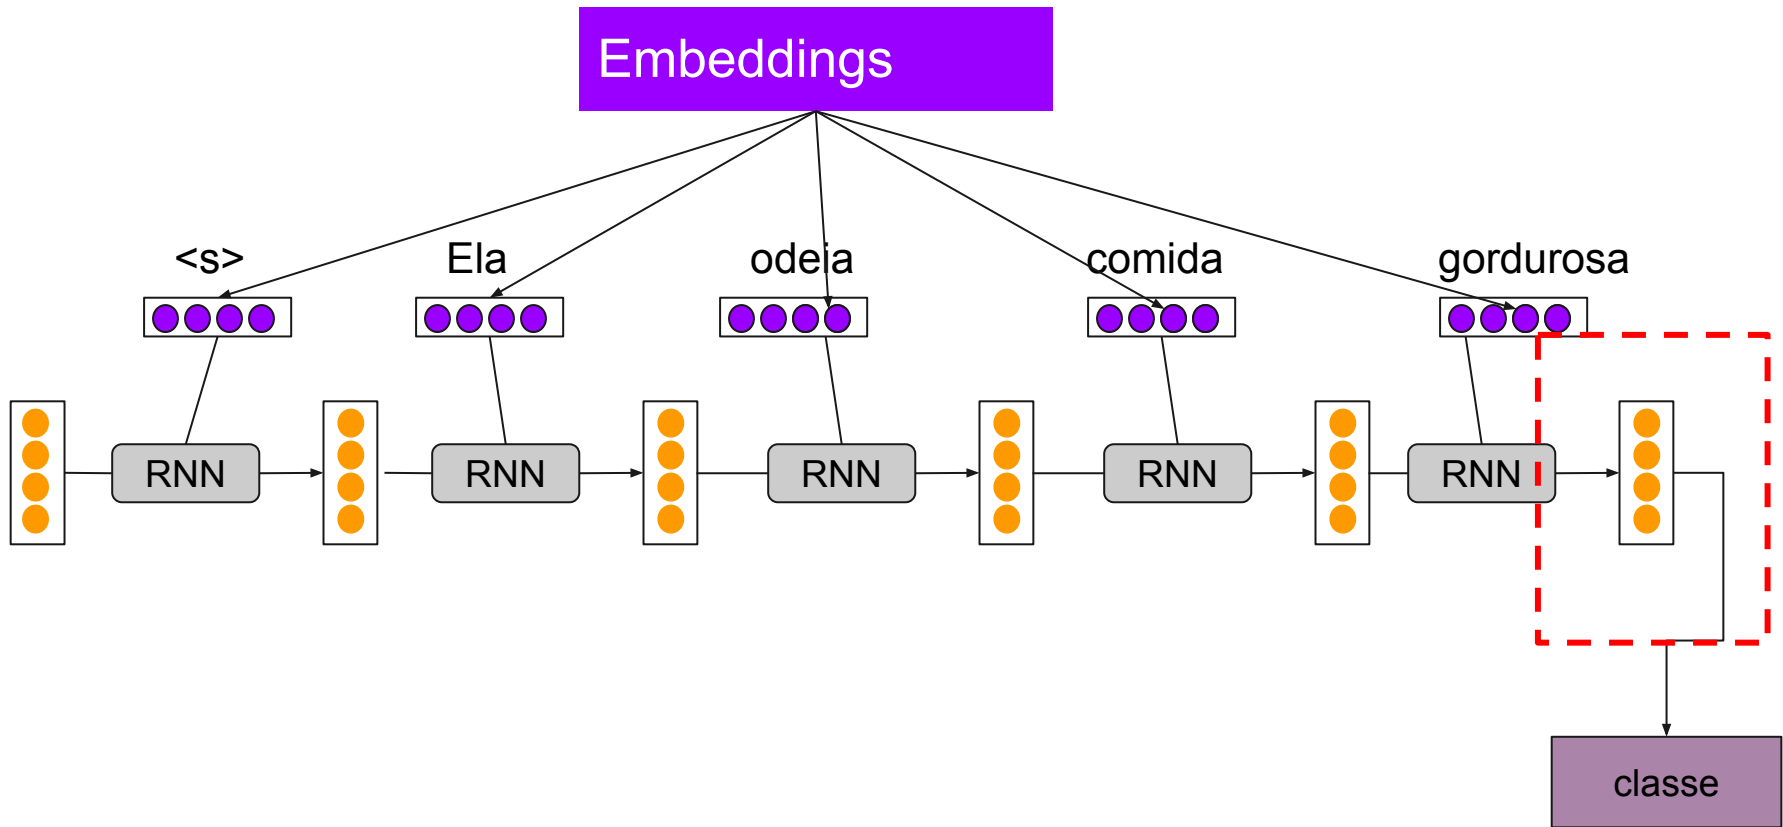 Embeddings
<s> Ela odeia comida gordurosa
RNN RNN RNN RNN RNN
classe